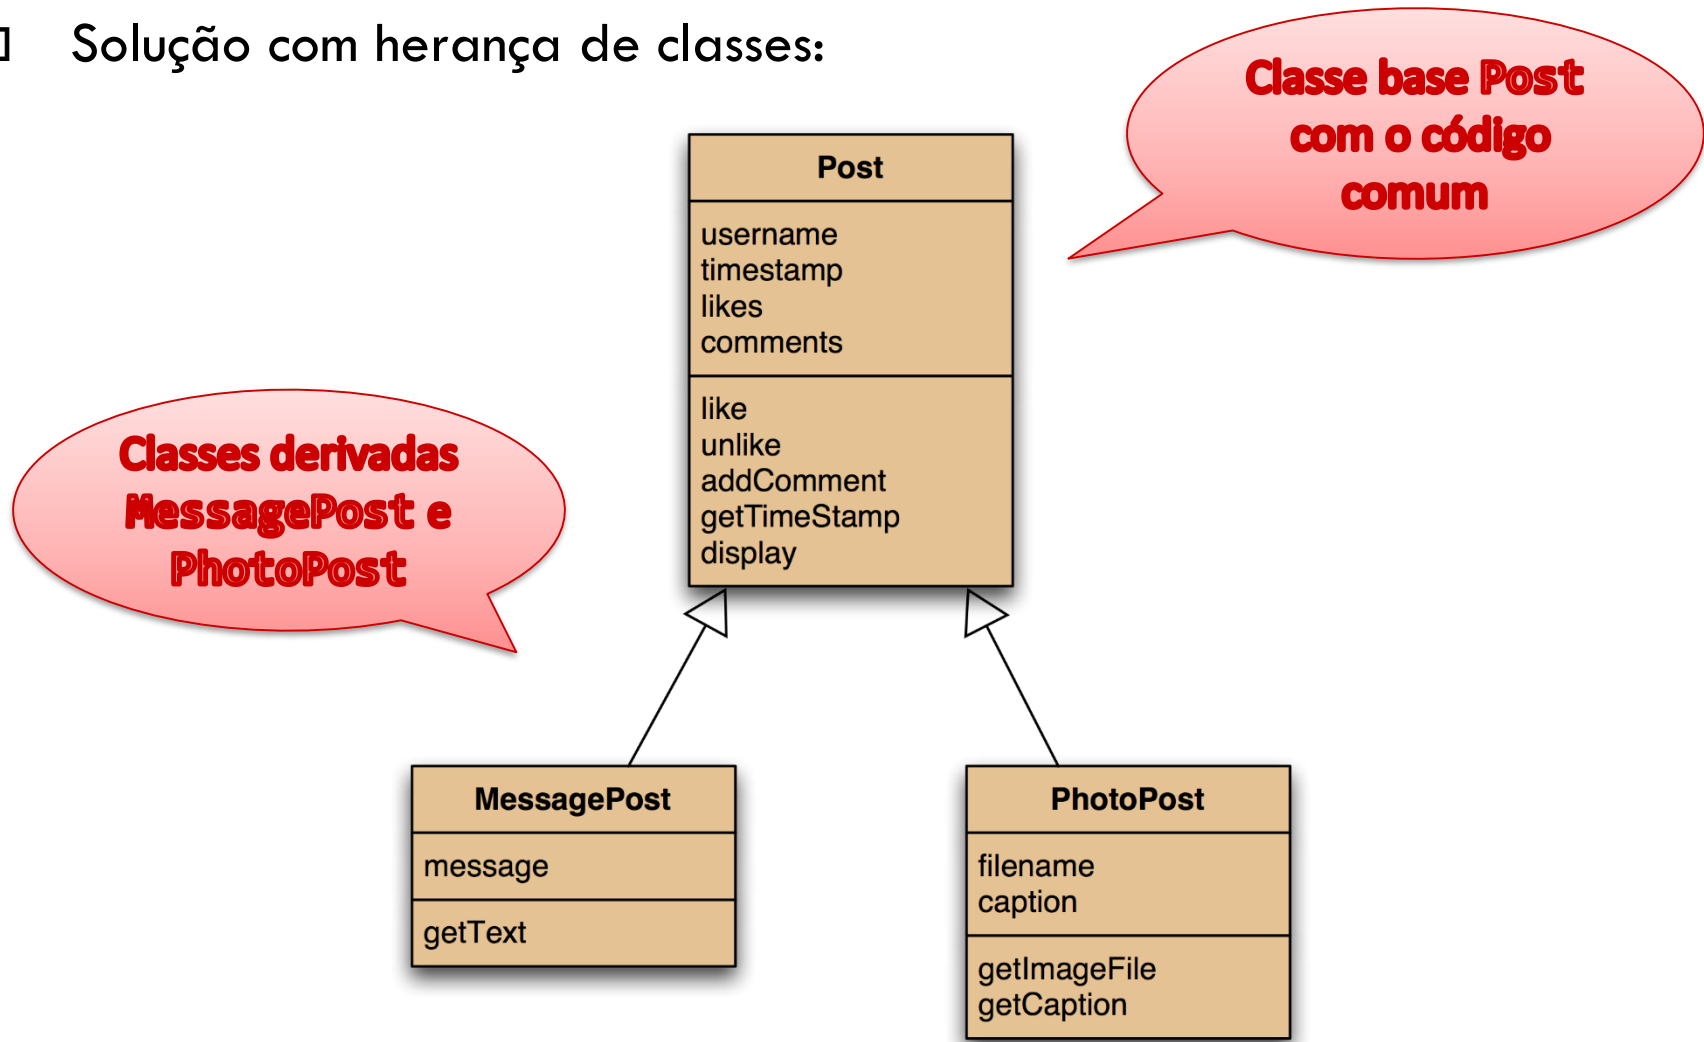 Solução com herança de classes:
Classe base Post
com o código
comum
Post
username
timestamp
likes
comments
like
unlike
addComment
getTimeStamp
display
Classes derivadas
MessagePost e
PhotoPost
MessagePost
message
getText
PhotoPost
filename
caption
getImageFile
getCaption